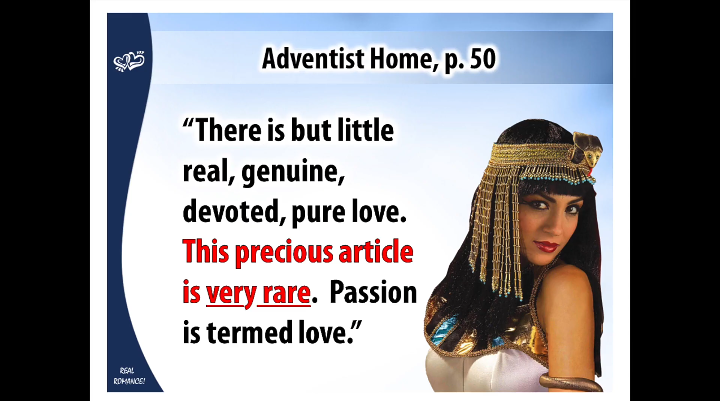 Adventist Home, p. 50
“There is but little
real, genuine,
devoted, pure love.
This precious article
is very rare.  Passion
is termed love.”
REAL
ROMANCE!